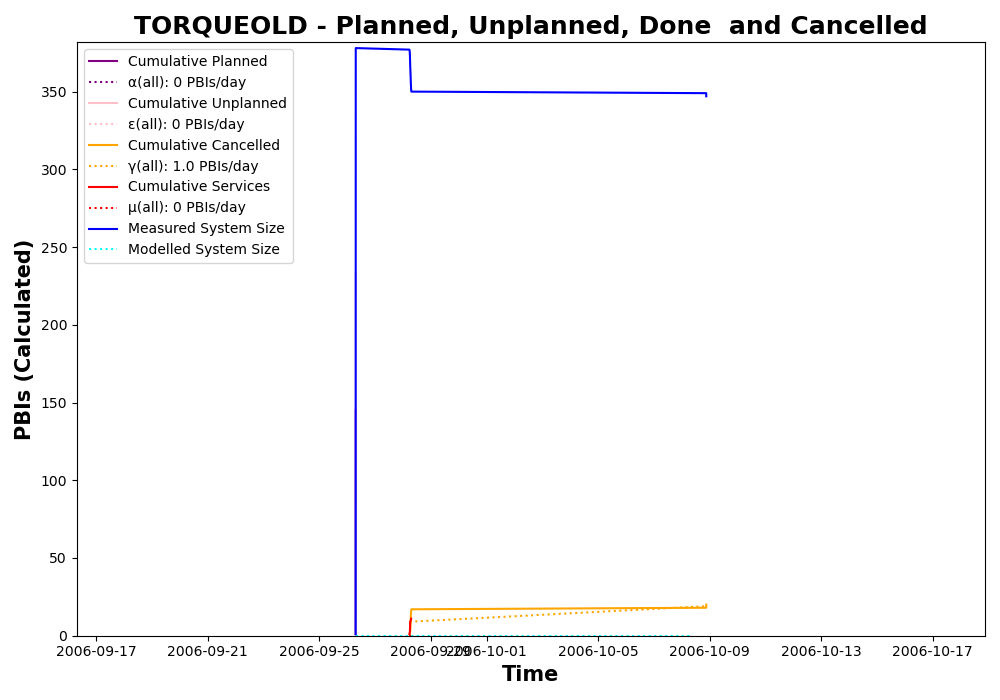 TORQUEOLD - Planned, Unplanned, Done  and Cancelled
Cumulative Planned
α(all): 0 PBIs/day
Cumulative Unplanned
ε(all): 0 PBIs/day
Cumulative Cancelled
γ(all): 1.0 PBIs/day
Cumulative Services
μ(all): 0 PBIs/day
Measured System Size
Modelled System Size
PBIs (Calculated)
350
300
250
200
150
100
50
0
2006-09-17 2006-09-21 2006-09-25 2006-09-29 2006-10-01 2006-10-05 2006-10-09 2006-10-13 2006-10-17
Time